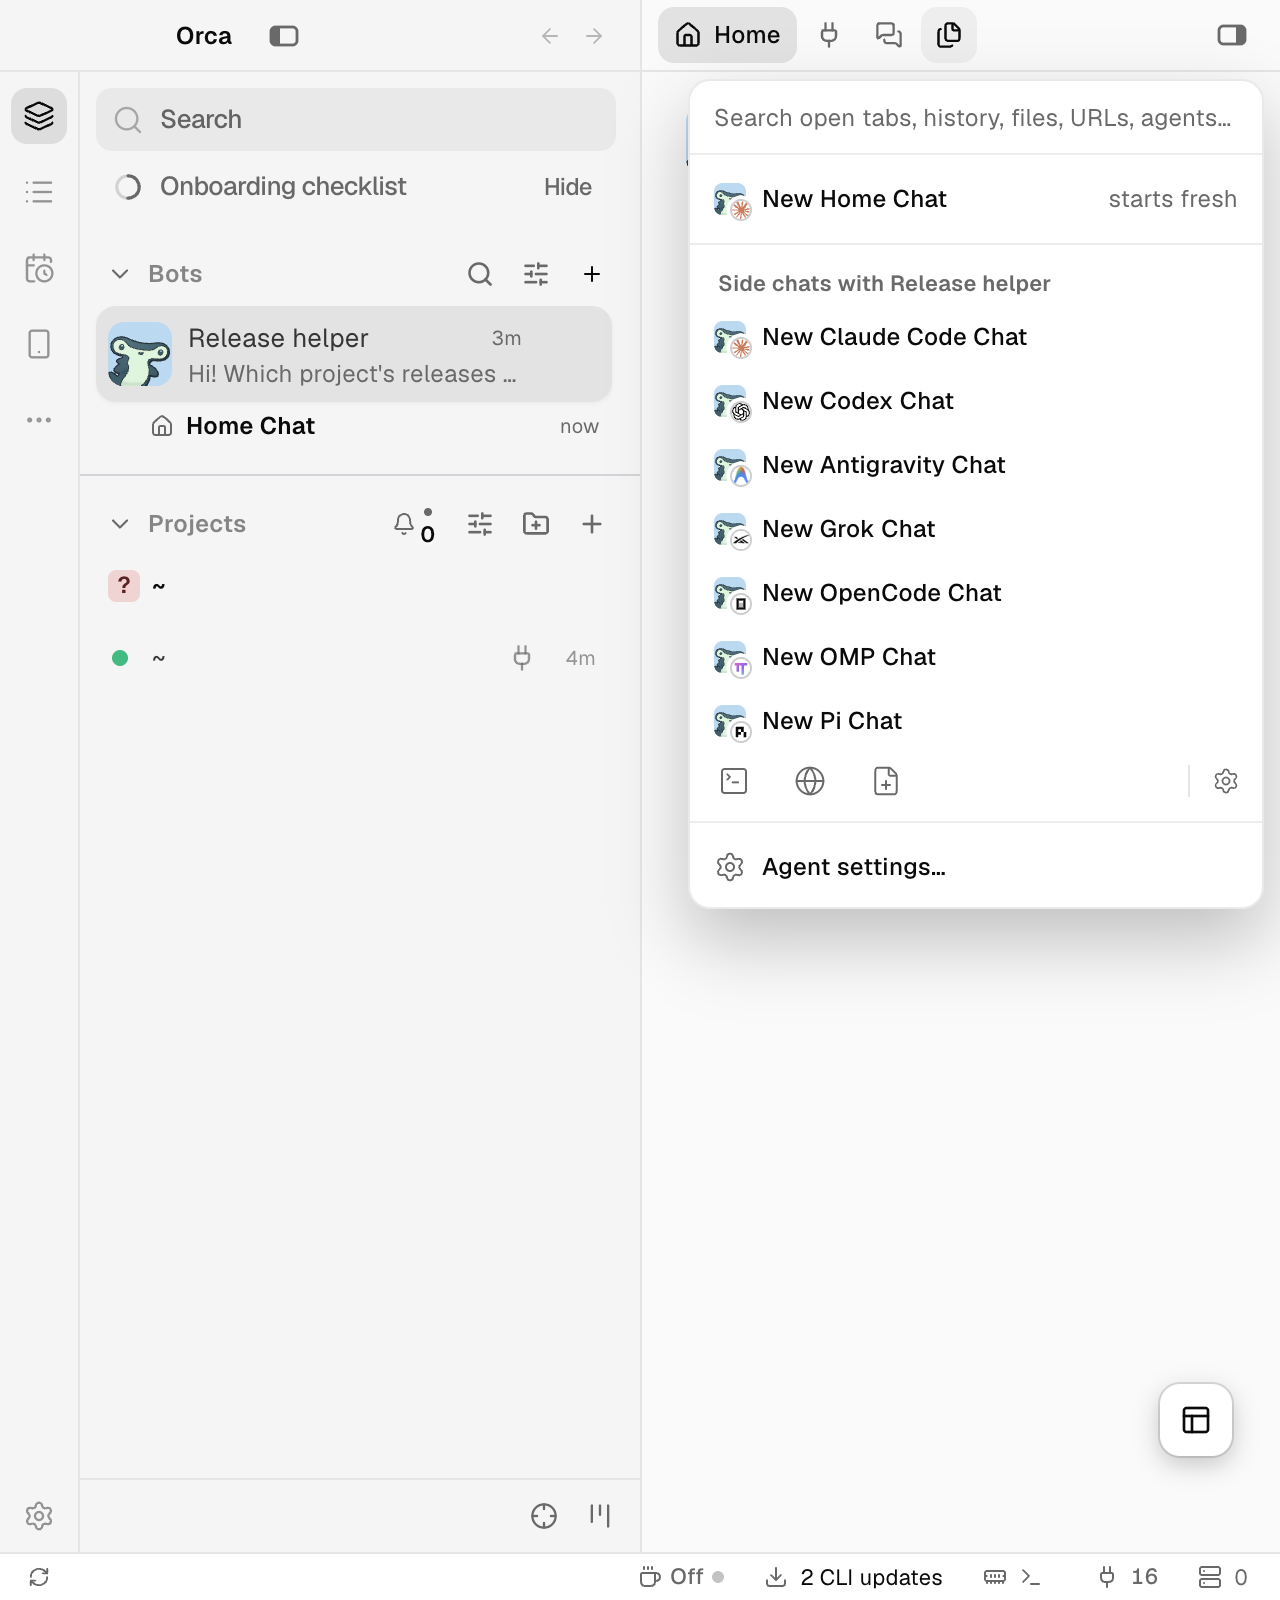 Orca
Home
Search
Onboarding checklist
Hide
Bots
Release helper
3m
Hi! Which project's releases ...
Home Chat
now
Projects
0
? ~
~
4m
Search open tabs, history, files, URLs, agents...
New Home Chat
starts fresh
Side chats with Release helper
New Claude Code Chat
New Codex Chat
New Antigravity Chat
New Grok Chat
New OpenCode Chat
New OMP Chat
New Pi Chat
Agent settings...
Off
2 CLI updates
16
0